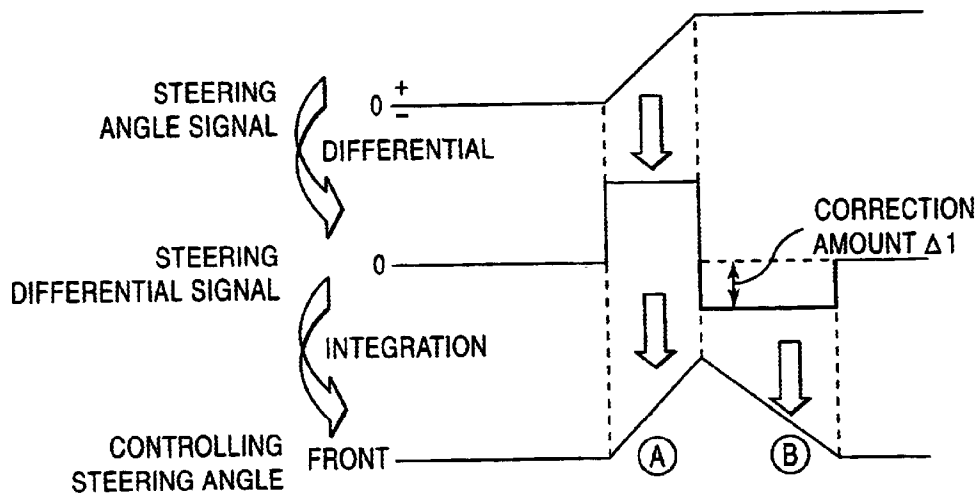 STEERING
ANGLE SIGNAL
0 + −
DIFFERENTIAL
CORRECTION
AMOUNT Δ1
STEERING
DIFFERENTIAL SIGNAL
0
INTEGRATION
CONTROLLING
STEERING ANGLE
FRONT
A
B